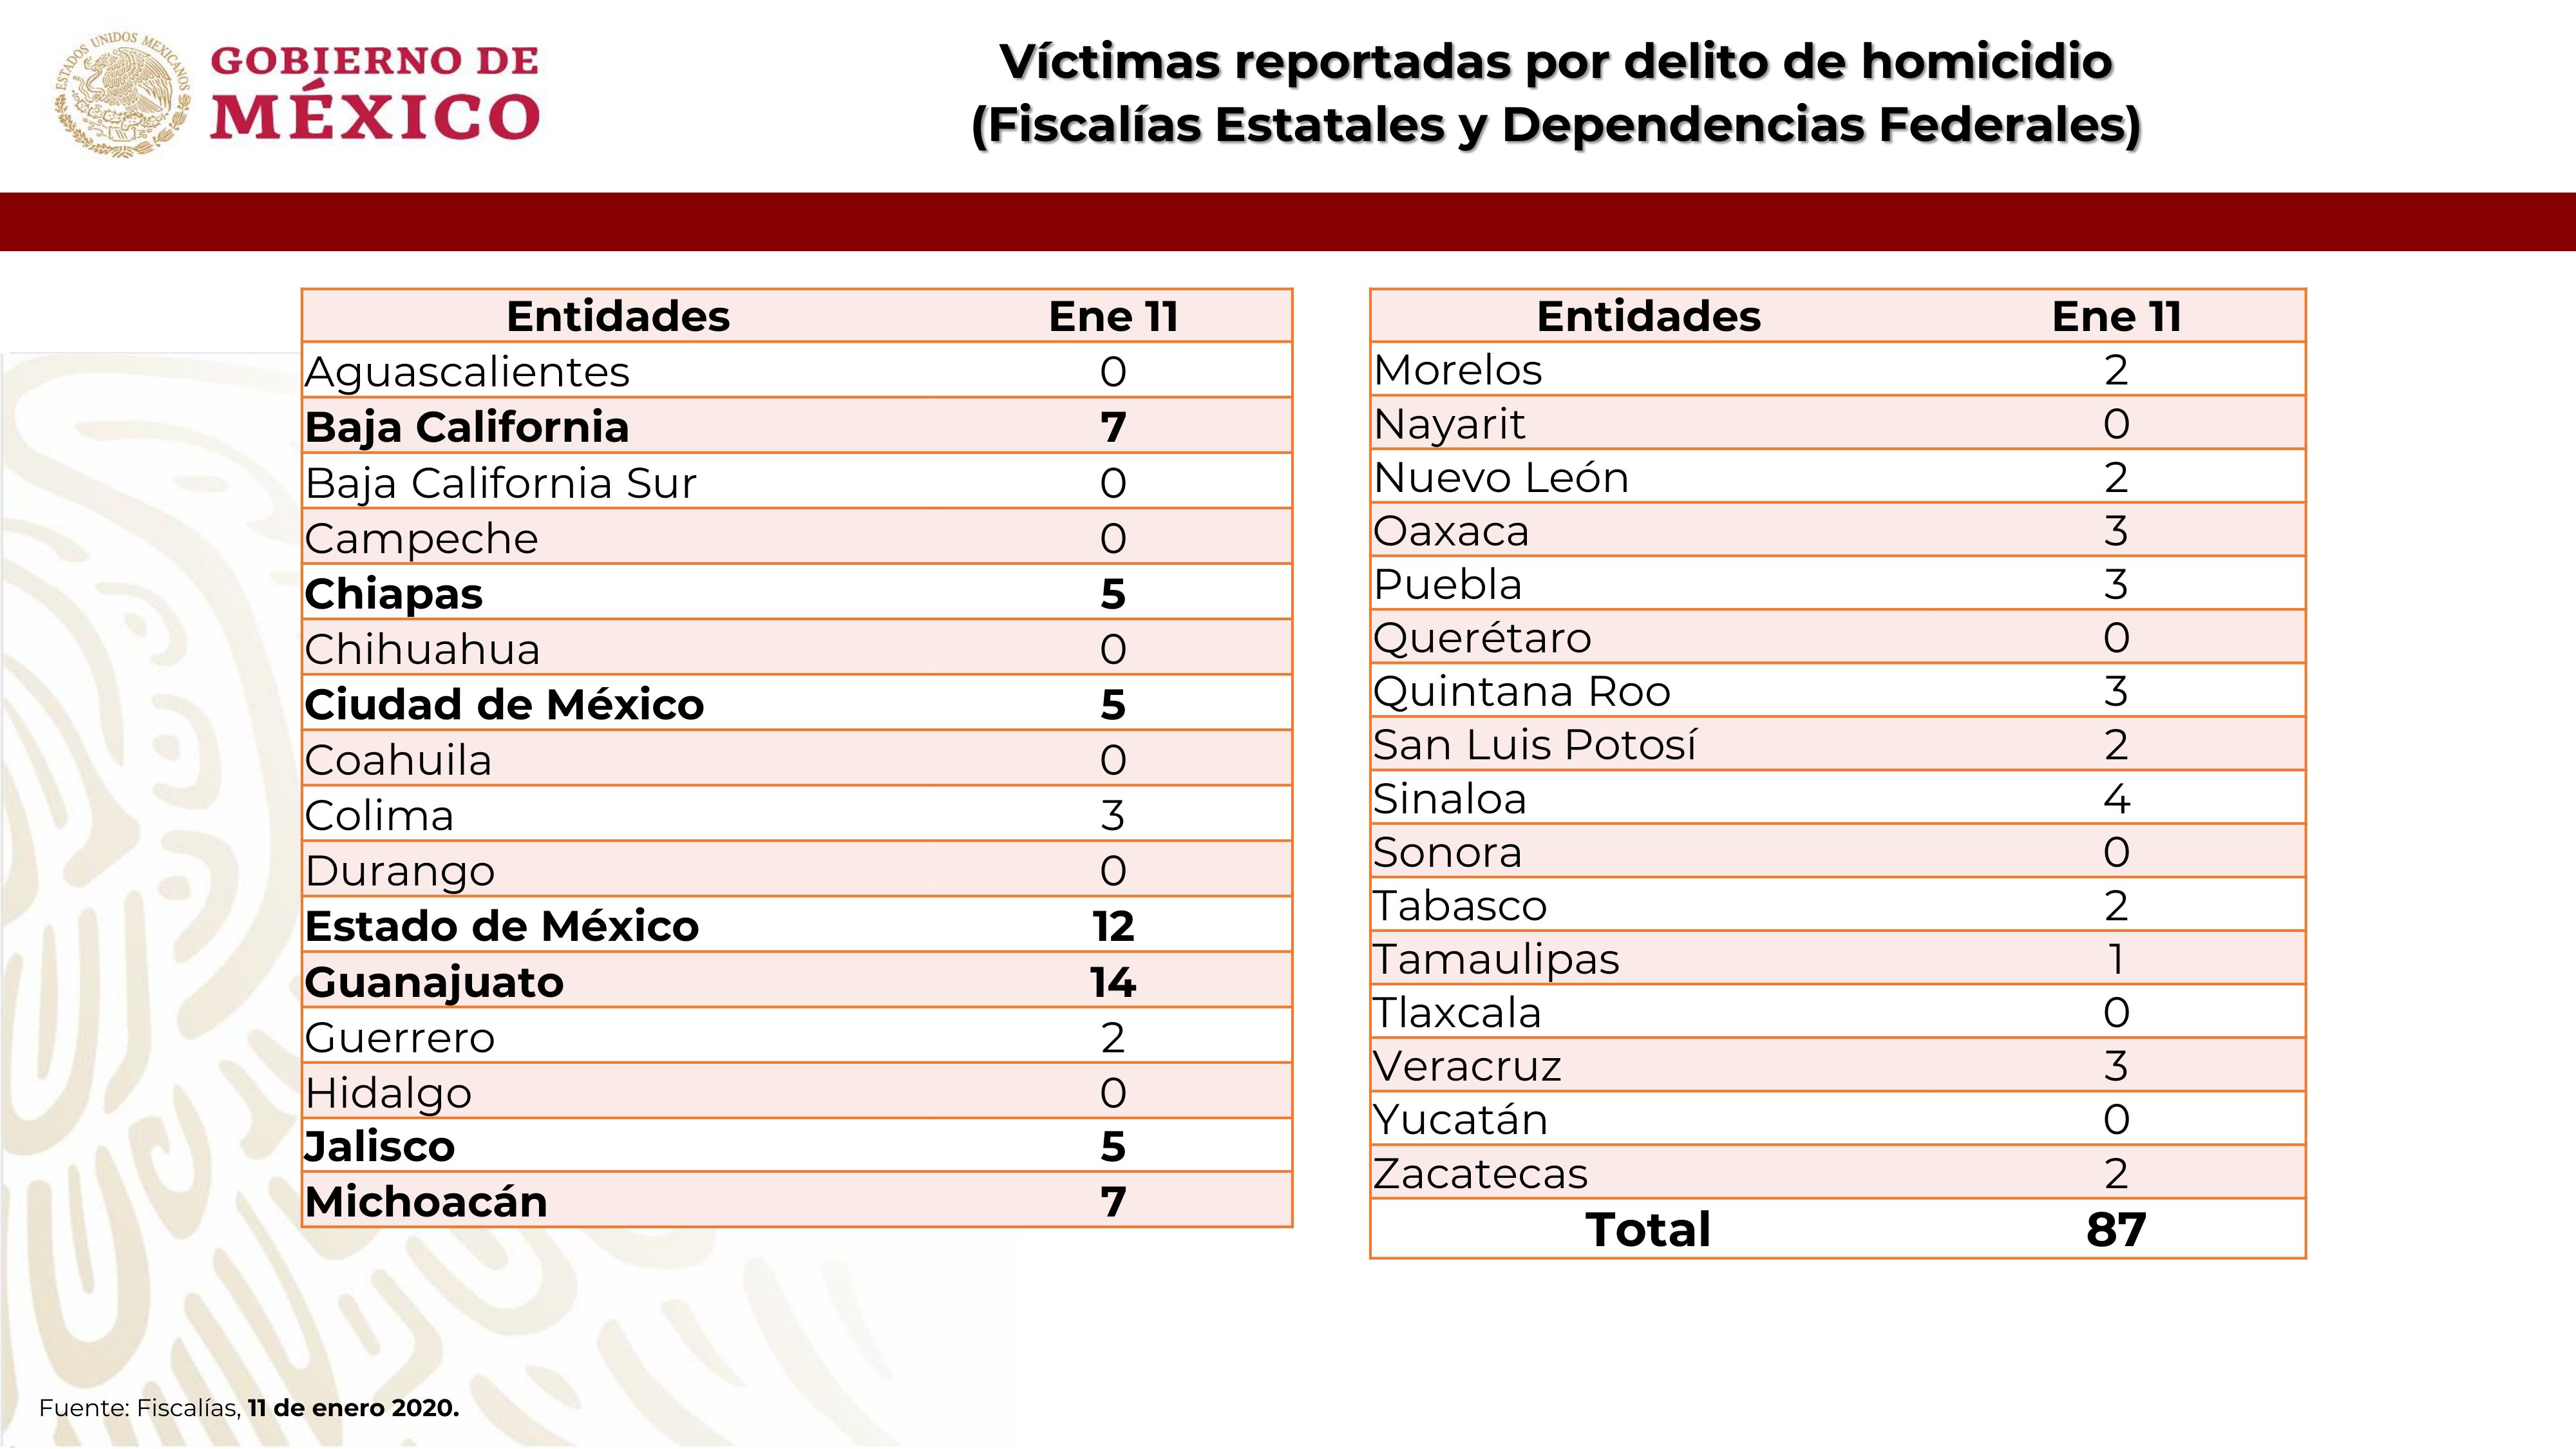 ESTADOS UNIDOS MEXICANOS
GOBIERNO DE
MÉXICO
Víctimas reportadas por delito de homicidio
(Fiscalías Estatales y Dependencias Federales)
Entidades Ene 11
Aguascalientes 0
Baja California 7
Baja California Sur 0
Campeche 0
Chiapas 5
Chihuahua 0
Ciudad de México 5
Coahuila 0
Colima 3
Durango 0
Estado de México 12
Guanajuato 14
Guerrero 2
Hidalgo 0
Jalisco 5
Michoacán 7
Entidades Ene 11
Morelos 2
Nayarit 0
Nuevo León 2
Oaxaca 3
Puebla 3
Querétaro 0
Quintana Roo 3
San Luis Potosí 2
Sinaloa 4
Sonora 0
Tabasco 2
Tamaulipas 1
Tlaxcala 0
Veracruz 3
Yucatán 0
Zacatecas 2
Total 87
Fuente: Fiscalías, 11 de enero 2020.